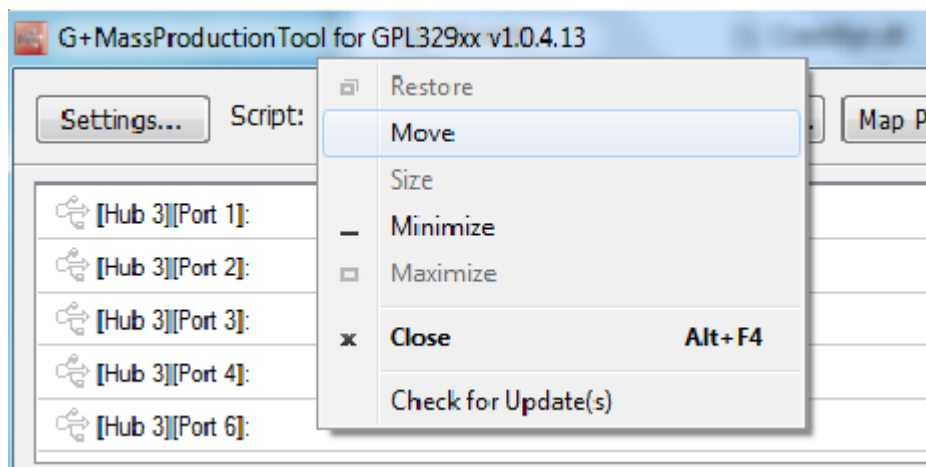 G+MassProductionTool for GPL329xx v1.0.4.13
Settings... Script: Map P
Restore
Move
Size
Minimize
Maximize
Close Alt+F4
Check for Update(s)
[Hub 3][Port 1]:
[Hub 3][Port 2]:
[Hub 3][Port 3]:
[Hub 3][Port 4]:
[Hub 3][Port 6]: